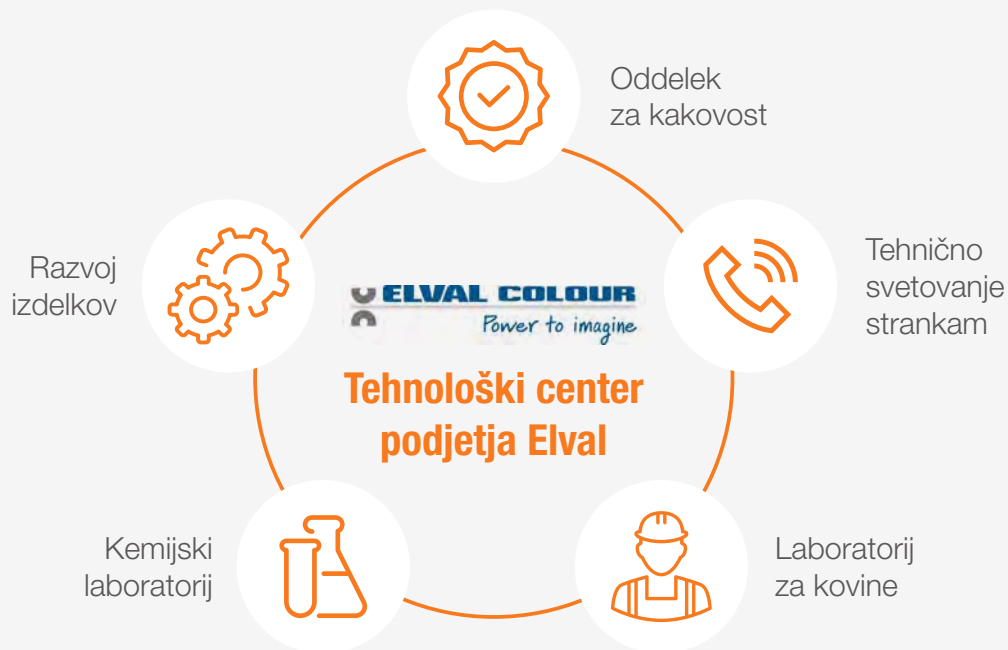 Oddelek
za kakovost
Tehnično
svetovanje
strankam
Razvoj
izdelkov
ELVAL COLOUR
Power to imagine
Tehnološki center
podjetja Elval
Kemijski
laboratorij
Laboratorij
za kovine